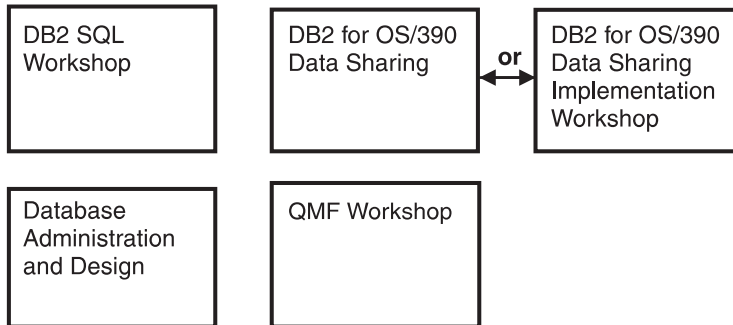 DB2 SQL
Workshop
DB2 for OS/390
Data Sharing
or
DB2 for OS/390
Data Sharing
Implementation
Workshop
Database
Administration
and Design
QMF Workshop